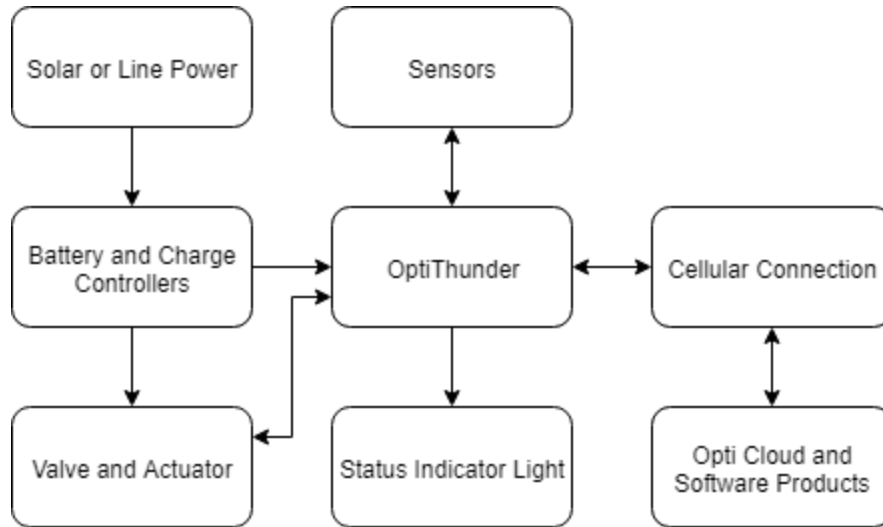 Solar or Line Power
Sensors
Battery and Charge
Controllers
OptiThunder
Cellular Connection
Valve and Actuator
Status Indicator Light
Opti Cloud and
Software Products